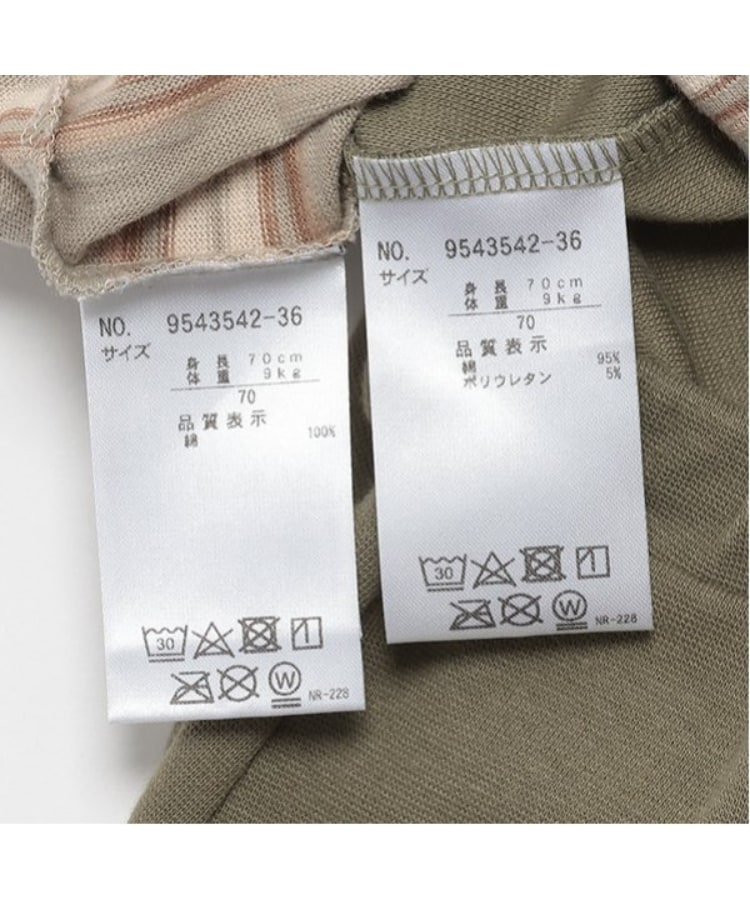 NO. 9543542-36
サイズ
身長 70cm
体重 9kg
70
品質表示
綿 100%
30
W
NR-228
NO. 9543542-36
サイズ
身長 70cm
体重 9kg
70
品質表示
綿 95%
ポリウレタン 5%
30
W
NR-228